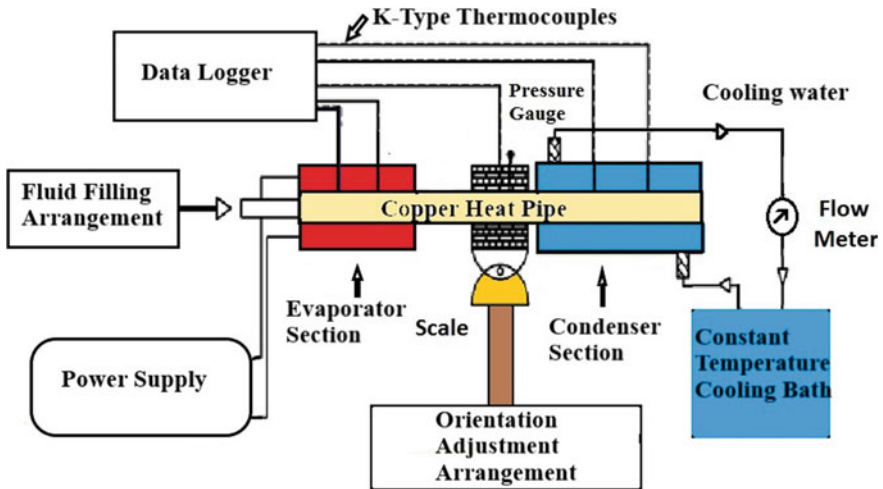 K-Type Thermocouples
Data Logger
Pressure
Gauge
Cooling water
Fluid Filling
Arrangement
Copper Heat Pipe
Flow
Meter
Evaporator
Section
Scale
Condenser
Section
Constant
Temperature
Cooling Bath
Power Supply
Orientation
Adjustment
Arrangement